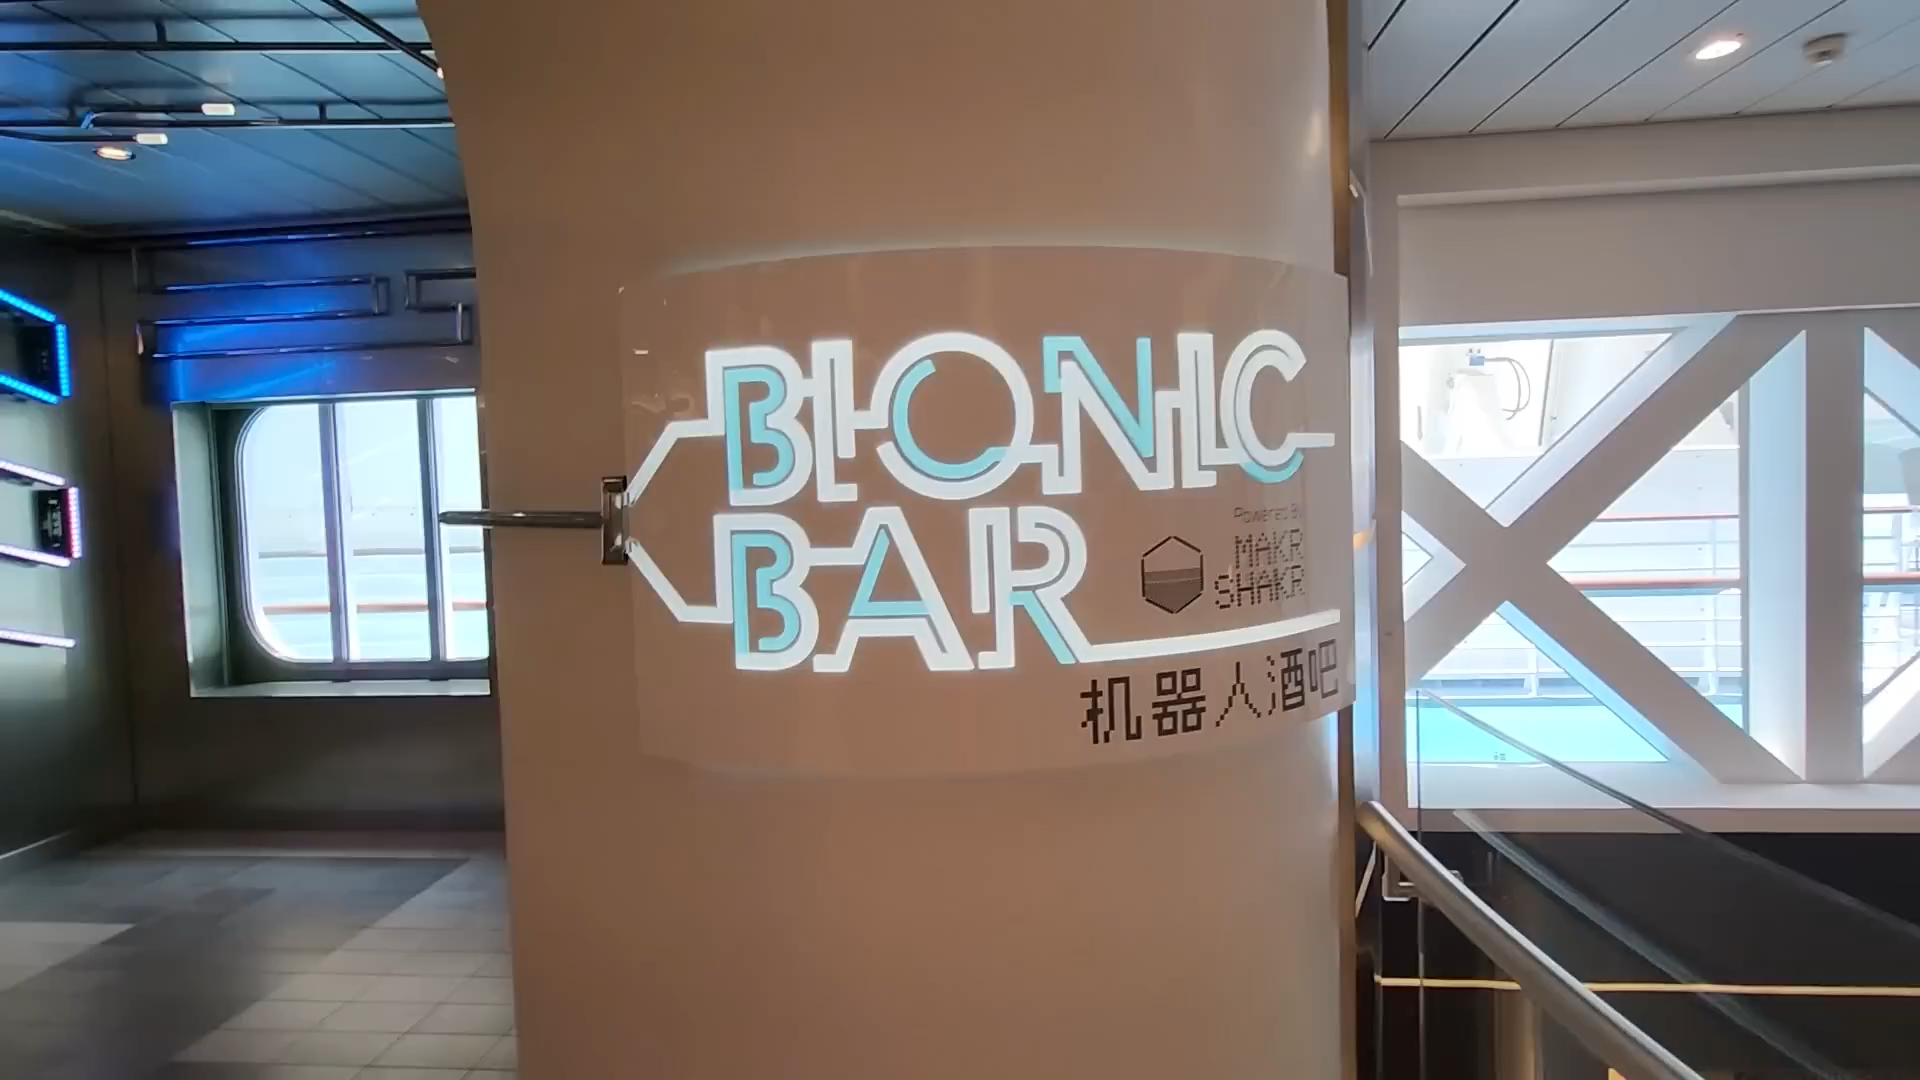 BIONIC
BAR
Powered By
MAKR
SHAKR
机器人酒吧